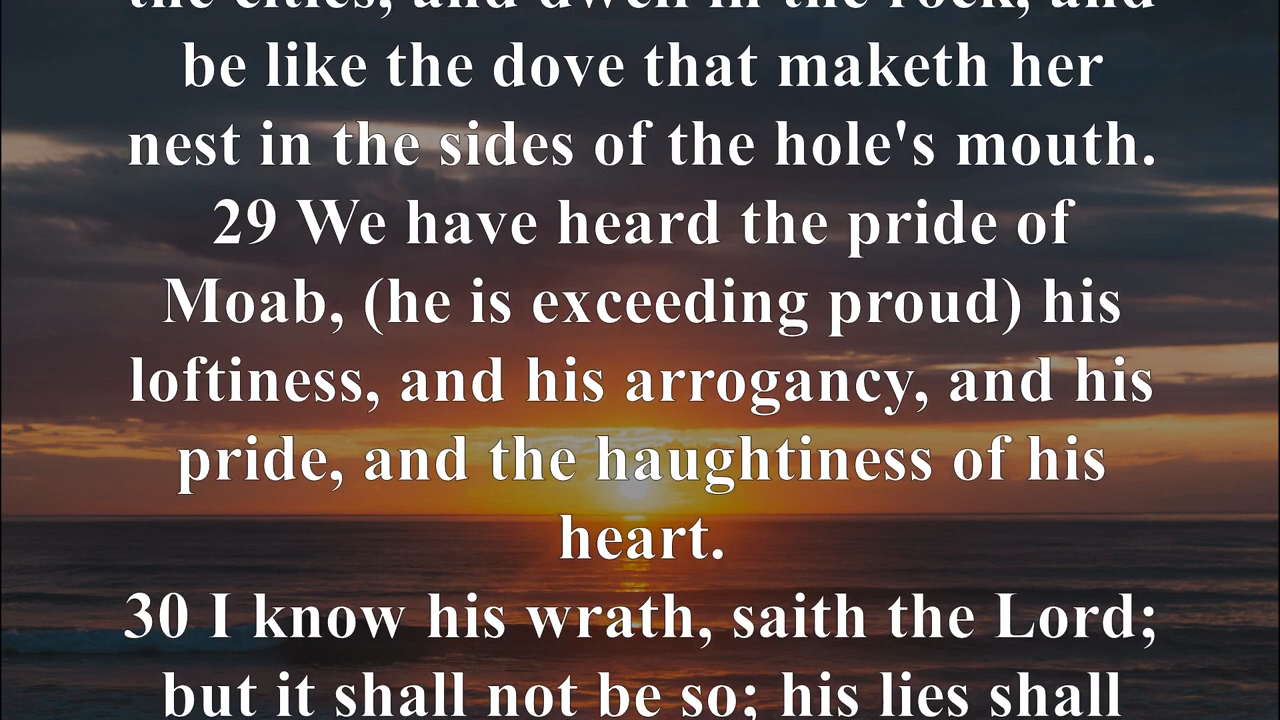 the cities, and dwell in the rock, and
be like the dove that maketh her
nest in the sides of the hole's mouth.
29 We have heard the pride of
Moab, (he is exceeding proud) his
loftiness, and his arrogancy, and his
pride, and the haughtiness of his
heart.
30 I know his wrath, saith the Lord;
but it shall not be so; his lies shall